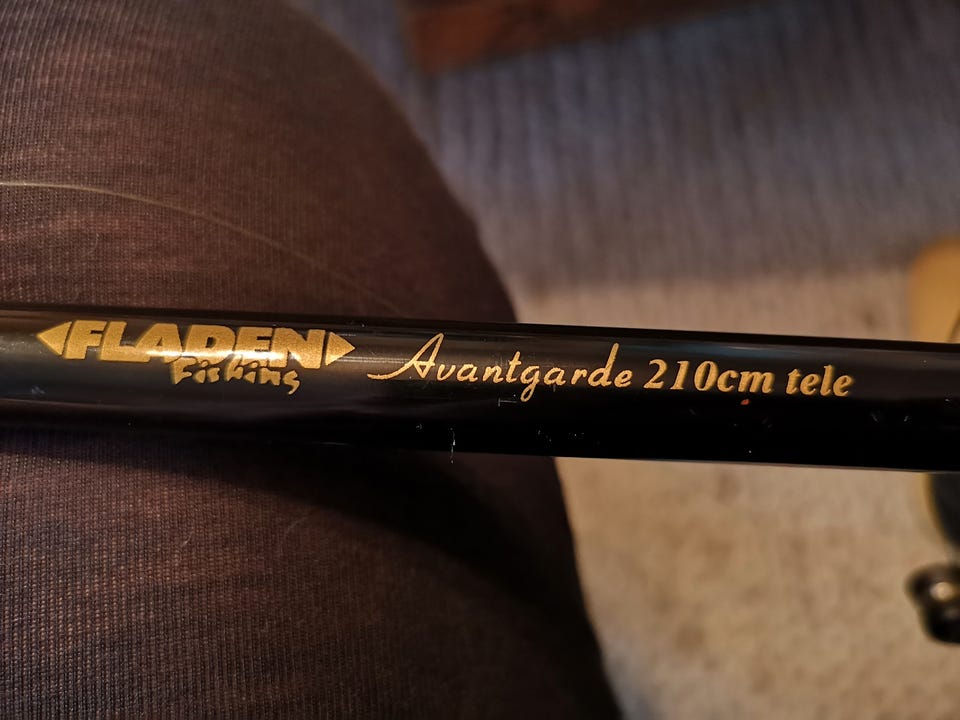 FLADEN
Fishing
Avantgarde 210cm tele